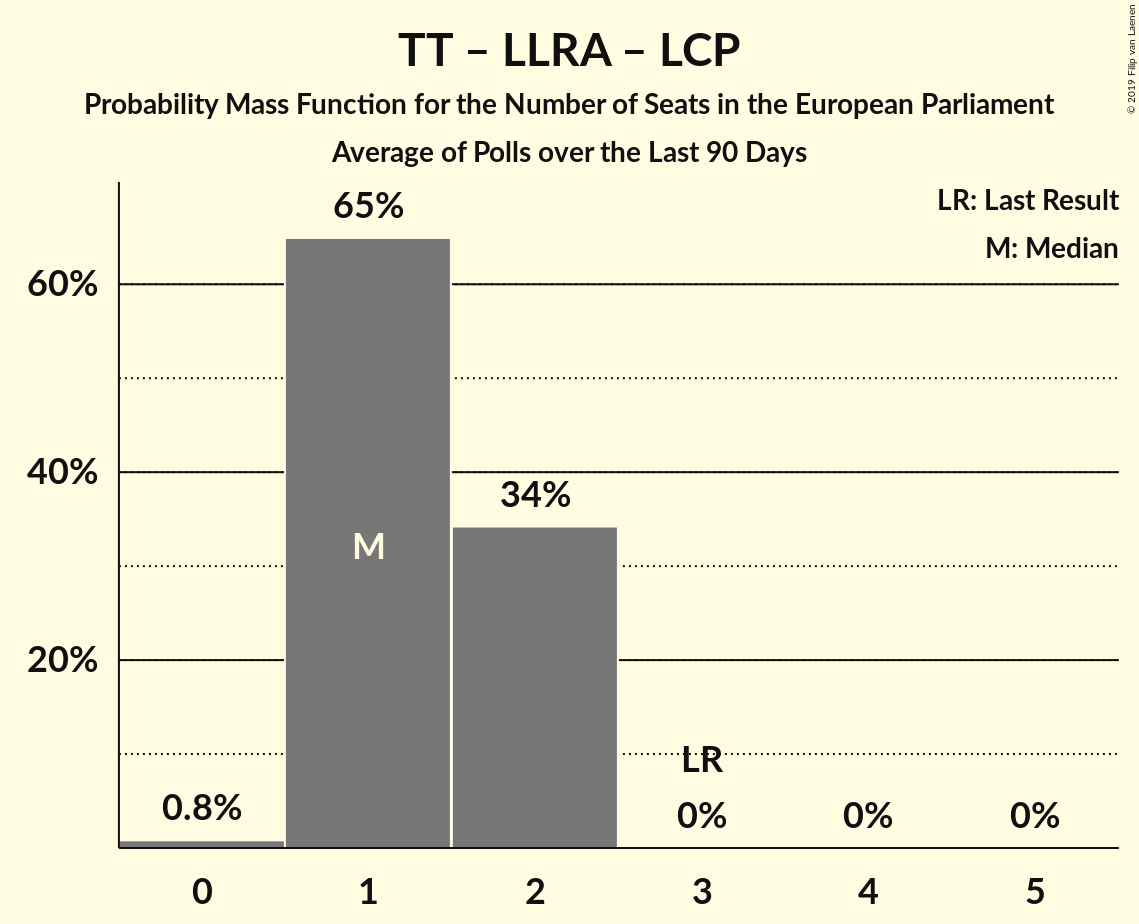 TT – LLRA – LCP
Probability Mass Function for the Number of Seats in the European Parliament
Average of Polls over the Last 90 Days
© 2019 Filip van Laenen
LR: Last Result
M: Median
65%
60%
40%
34%
M
20%
LR
0.8%
0%
0%
0%
0
1
2
3
4
5